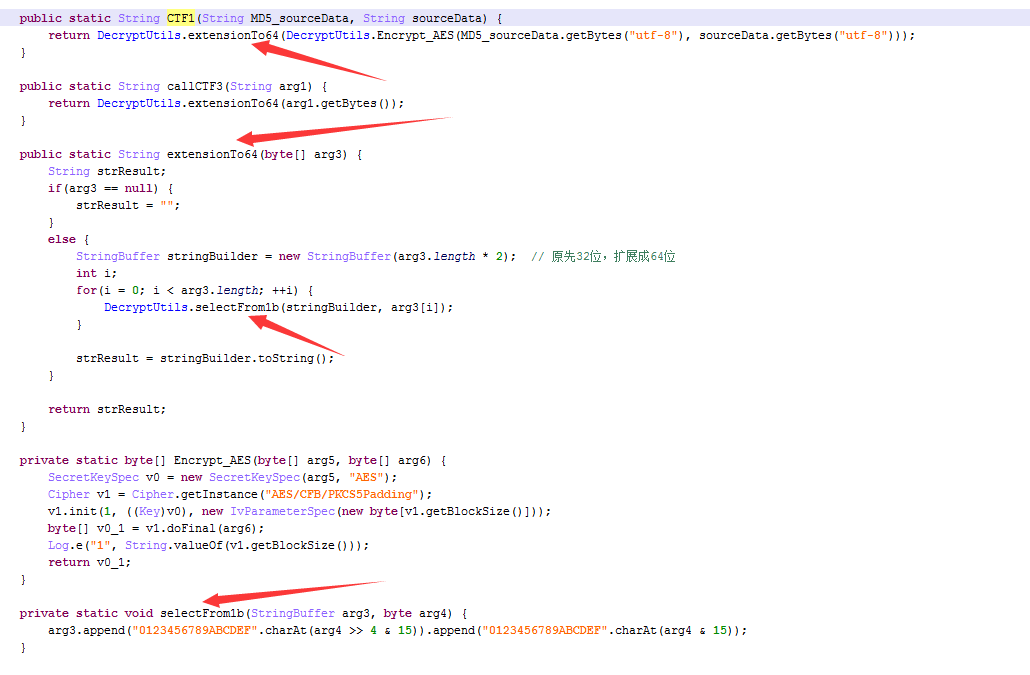 public static String CTF1(String MD5_sourceData, String sourceData) {
return DecryptUtils.extensionTo64(DecryptUtils.Encrypt_AES(MD5_sourceData.getBytes("utf-8"), sourceData.getBytes("utf-8")));
}
public static String callCTF3(String arg1) {
return DecryptUtils.extensionTo64(arg1.getBytes());
}
public static String extensionTo64(byte[] arg3) {
String strResult;
if(arg3 == null) {
strResult = "";
}
else {
StringBuffer stringBuilder = new StringBuffer(arg3.length * 2);  // 原先32位，扩展成64位
int i;
for(i = 0; i < arg3.length; ++i) {
DecryptUtils.selectFrom1b(stringBuilder, arg3[i]);
}
strResult = stringBuilder.toString();
}
return strResult;
}
private static byte[] Encrypt_AES(byte[] arg5, byte[] arg6) {
SecretKeySpec v0 = new SecretKeySpec(arg5, "AES");
Cipher v1 = Cipher.getInstance("AES/CFB/PKCS5Padding");
v1.init(1, ((Key)v0), new IvParameterSpec(new byte[v1.getBlockSize()]));
byte[] v0_1 = v1.doFinal(arg6);
Log.e("1", String.valueOf(v1.getBlockSize()));
return v0_1;
}
private static void selectFrom1b(StringBuffer arg3, byte arg4) {
arg3.append("0123456789ABCDEF".charAt(arg4 >> 4 & 15)).append("0123456789ABCDEF".charAt(arg4 & 15));
}